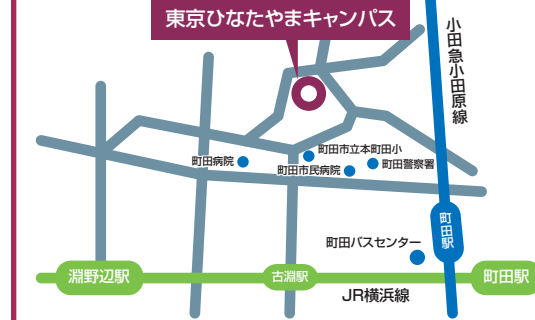 東京ひなたやまキャンパス
小田急小田原線
町田市立本町田小
町田病院
町田警察署
町田市民病院
町田駅
町田バスセンター
淵野辺駅
古淵駅
町田駅
JR横浜線